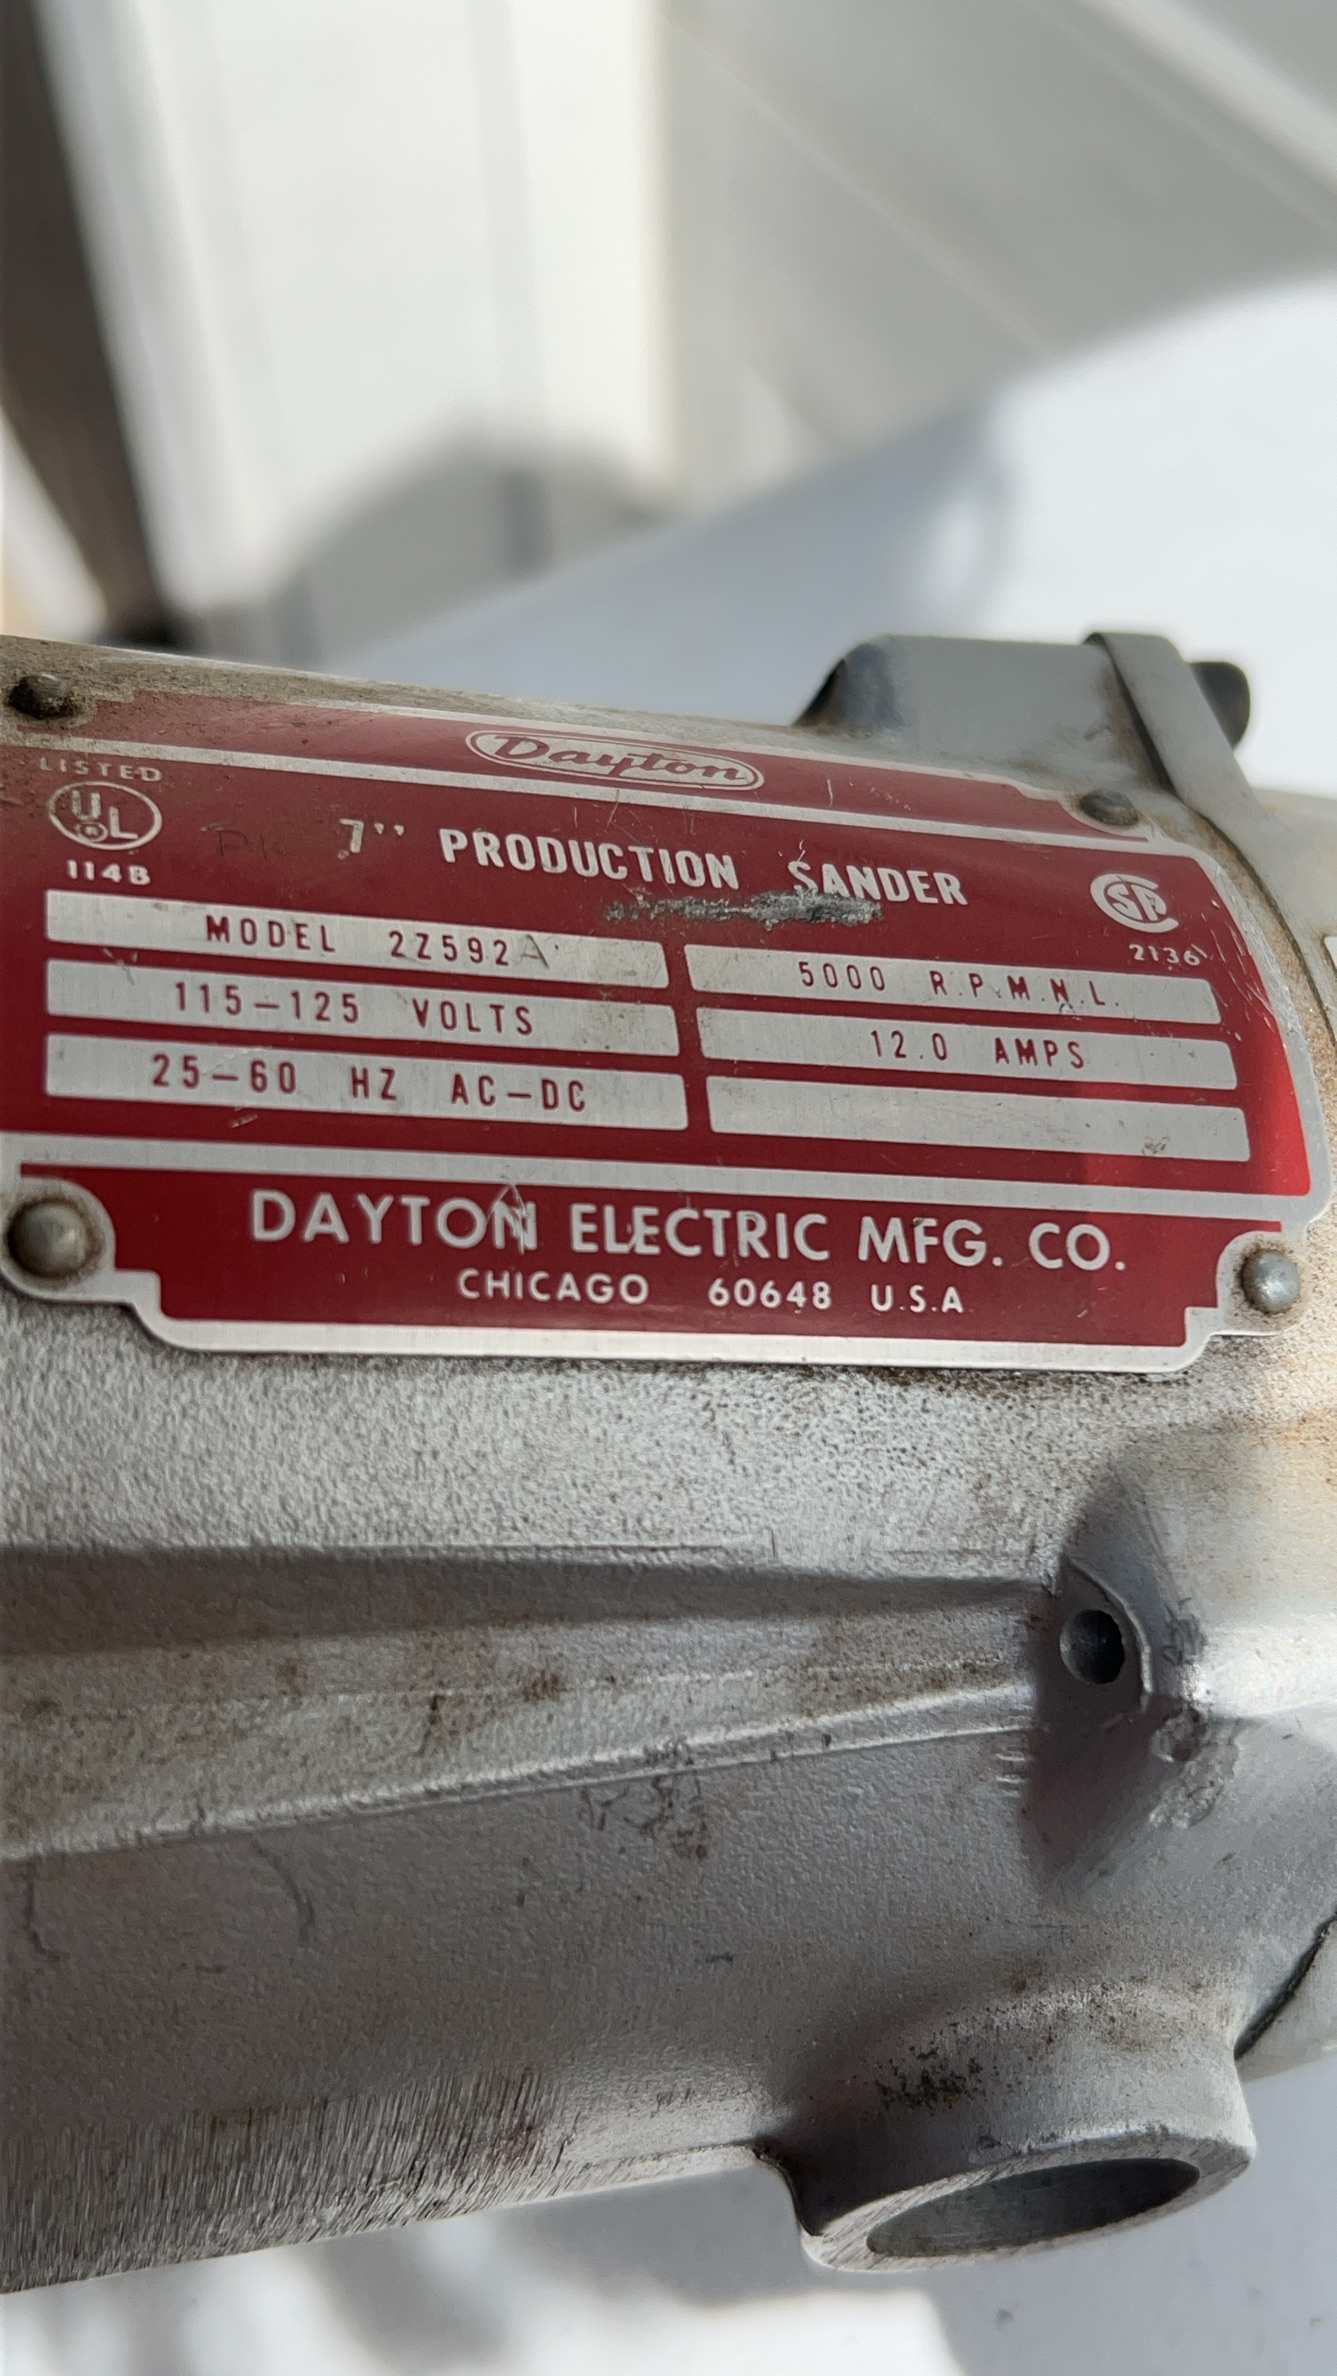 Dayton
LISTED
UL
®
114B
7" PRODUCTION SANDER
SA
2136
MODEL 2Z592A
5000 R.P.M.N.L.
115-125 VOLTS
12.0 AMPS
25-60 HZ AC-DC
DAYTON ELECTRIC MFG. CO.
CHICAGO 60648 U.S.A